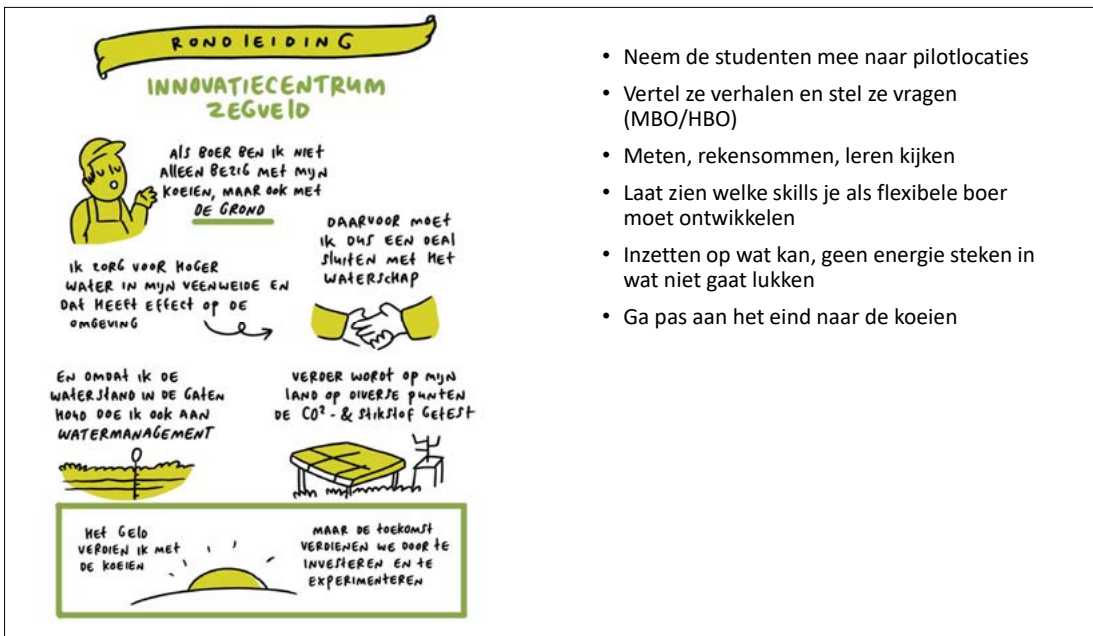 RONDLEIDING
INNOVATIECENTRUM
ZEGVELD
ALS BOER BEN IK NIET
ALLEEN BEZIG MET MIJN
KOEIEN, MAAR OOK MET
DE GROND
IK ZORG VOOR HOGER
WATER IN MIJN VEENWEIDE EN
DAT HEEFT EFFECT OP DE
OMGEVING
DAARVOOR MOET
IK DUS EEN DEAL
SLUITEN MET HET
WATERSCHAP
EN OMDAT IK DE
WATERSTAND IN DE GATEN
HOUD DOE IK OOK AAN
WATERMANAGEMENT
VERDER WORDT OP MIJN
LAND OP DIVERSE PUNTEN
DE CO²- & STIKSTOF GETEST
HET GELD
VERDIEN IK MET
DE KOEIEN
MAAR DE TOEKOMST
VERDIENEN WE DOOR TE
INVESTEREN EN TE
EXPERIMENTEREN
• Neem de studenten mee naar pilotlocaties
• Vertel ze verhalen en stel ze vragen
(MBO/HBO)
• Meten, rekensommen, leren kijken
• Laat zien welke skills je als flexibele boer
moet ontwikkelen
• Inzetten op wat kan, geen energie steken in
wat niet gaat lukken
• Ga pas aan het eind naar de koeien